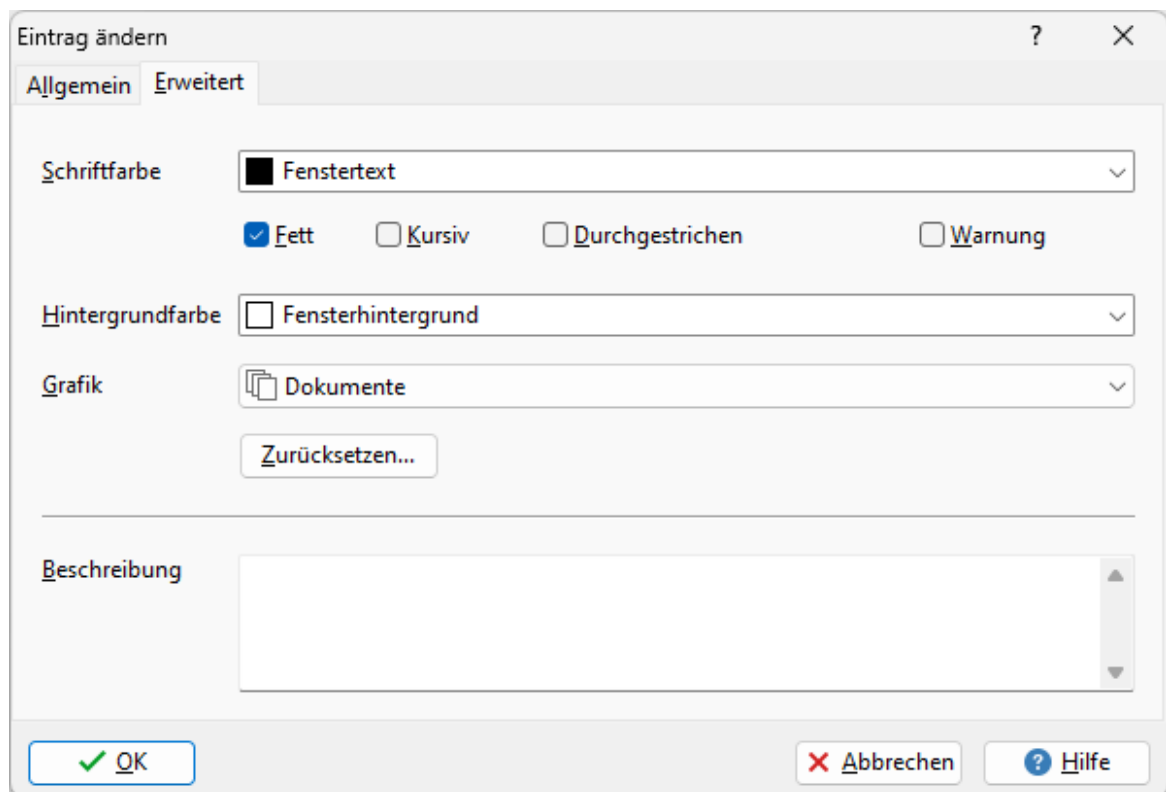 Eintrag ändern ?
Allgemein Erweitert
Schriftfarbe Fenstertext
Fett Kursiv Durchgestrichen Warnung
Hintergrundfarbe Fensterhintergrund
Grafik Dokumente
Zurücksetzen...
Beschreibung
OK Abbrechen ? Hilfe